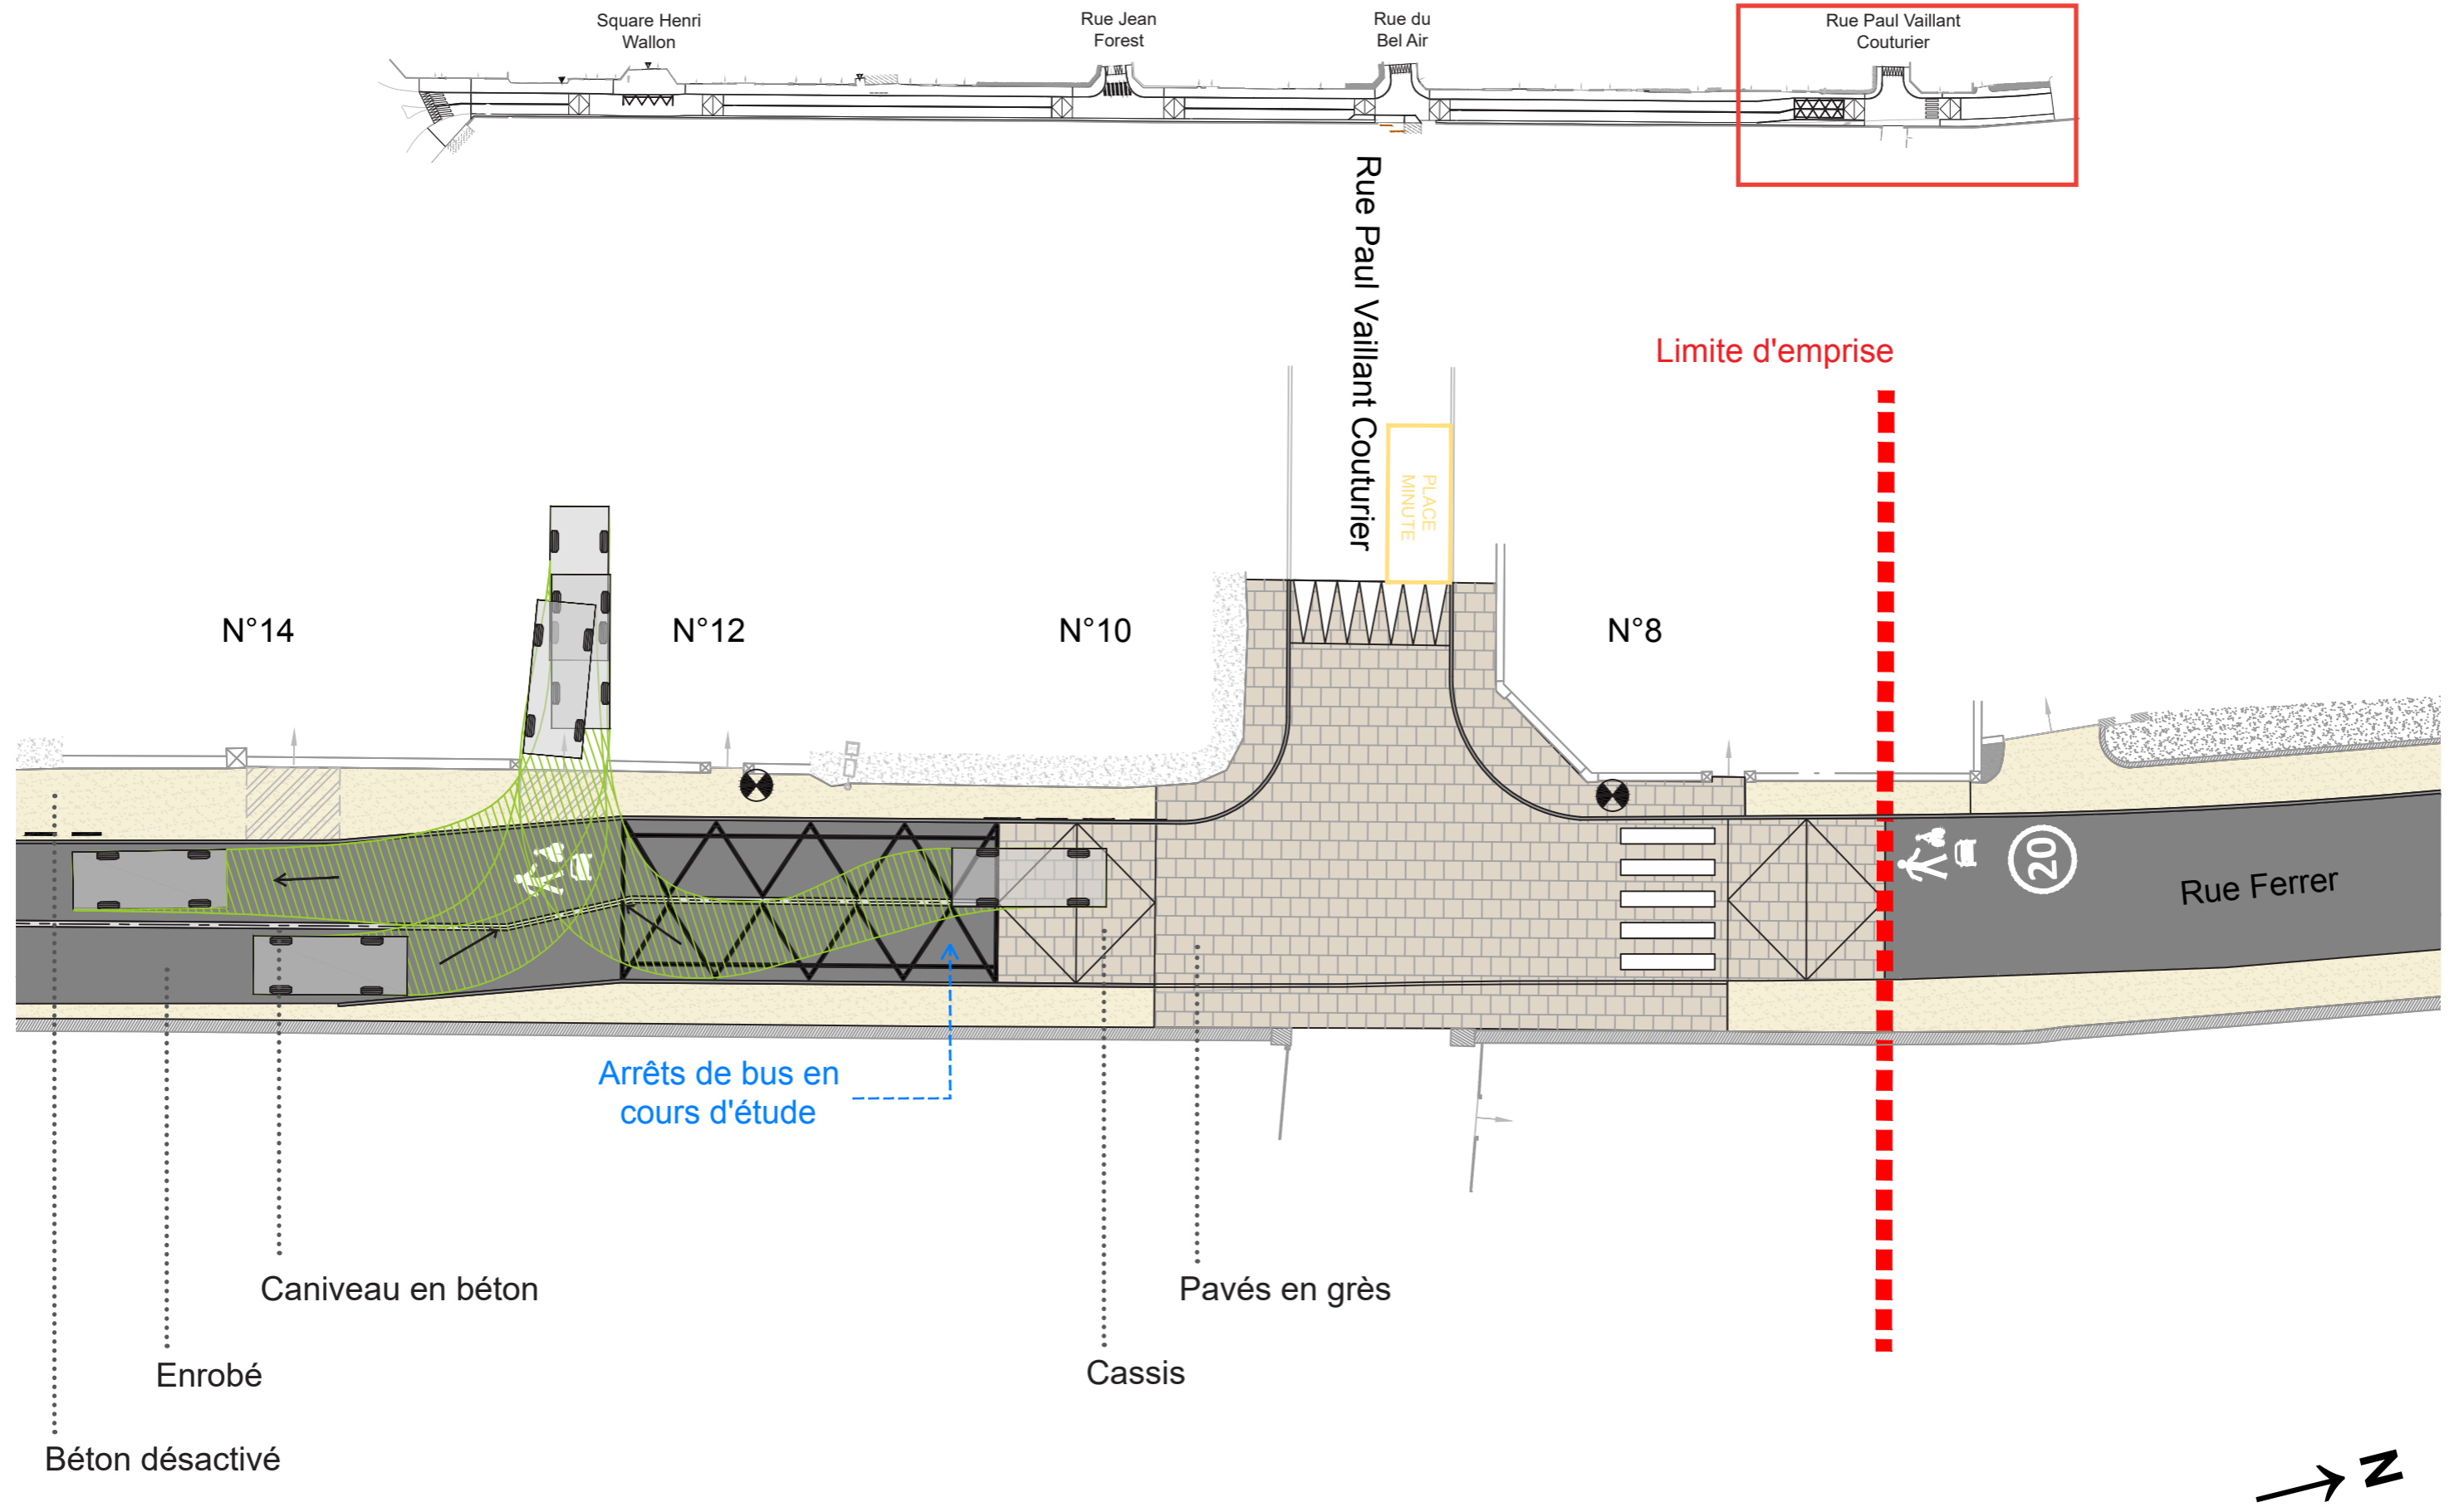 Square Henri
Wallon
Rue Jean
Forest
Rue du
Bel Air
Rue Paul Vaillant
Couturier
Rue Paul Vaillant Couturier
Limite d'emprise
PLACE
MINUTE
N°14
N°12
N°10
N°8
20
Rue Ferrer
Arrêts de bus en
cours d'étude
Caniveau en béton
Pavés en grès
Enrobé
Cassis
Béton désactivé
N